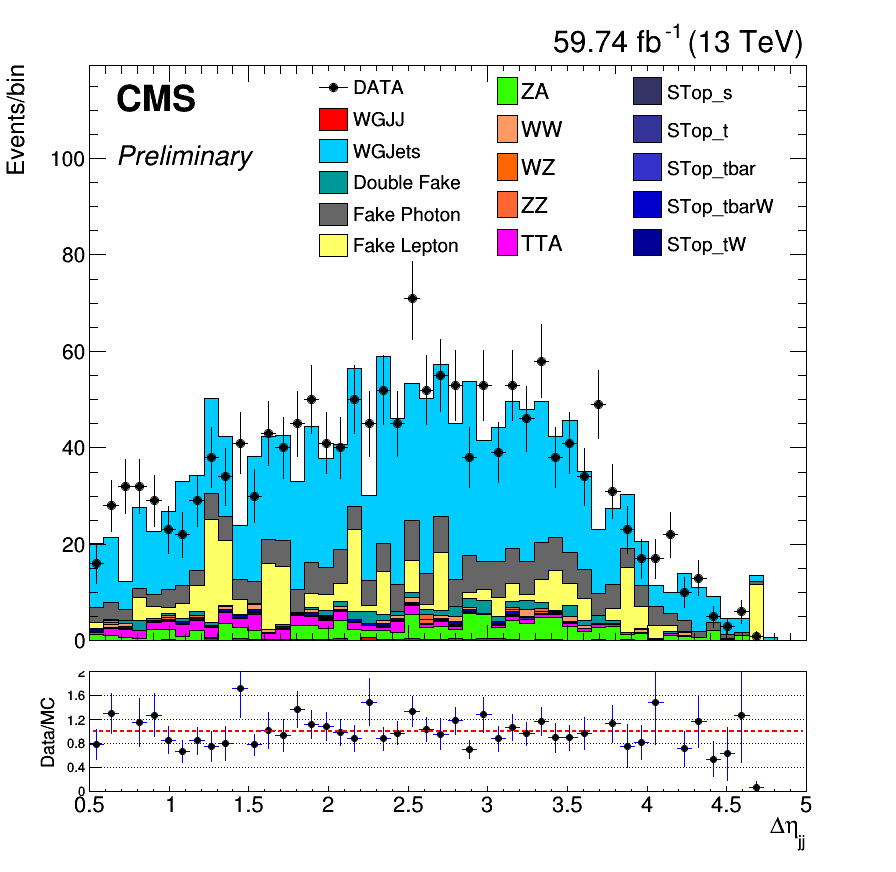 59.74 fb-1 (13 TeV)
Events/bin
CMS
Preliminary
DATA
WGJJ
WGJets
Double Fake
Fake Photon
Fake Lepton
ZA
WW
WZ
ZZ
TTA
STop_s
STop_t
STop_tbar
STop_tbarW
STop_tW
100
80
60
40
20
0
Data/MC
2
1.6
1.2
0.8
0.4
0
0.5 1 1.5 2 2.5 3 3.5 4 4.5 5
Δηjj